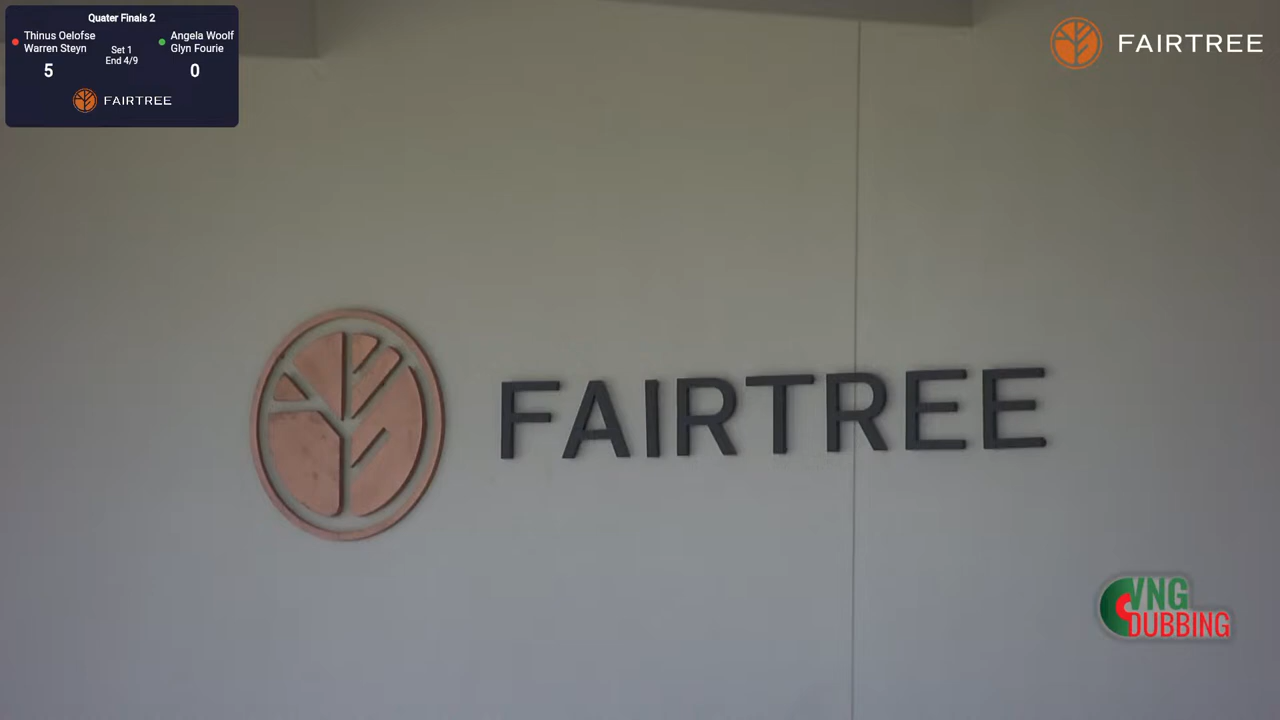 Quater Finals 2
Thinus Oelofse
Warren Steyn
5
Set 1
End 4/9
Angela Woolf
Glyn Fourie
0
FAIRTREE
FAIRTREE
FAIRTREE
VNG
DUBBING